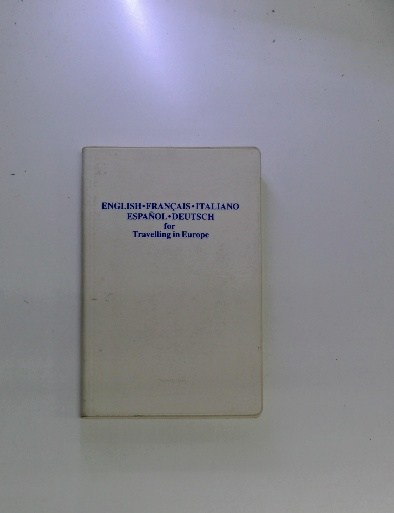 ENGLISH•FRANÇAIS•ITALIANO
ESPAÑOL•DEUTSCH
for
Travelling in Europe